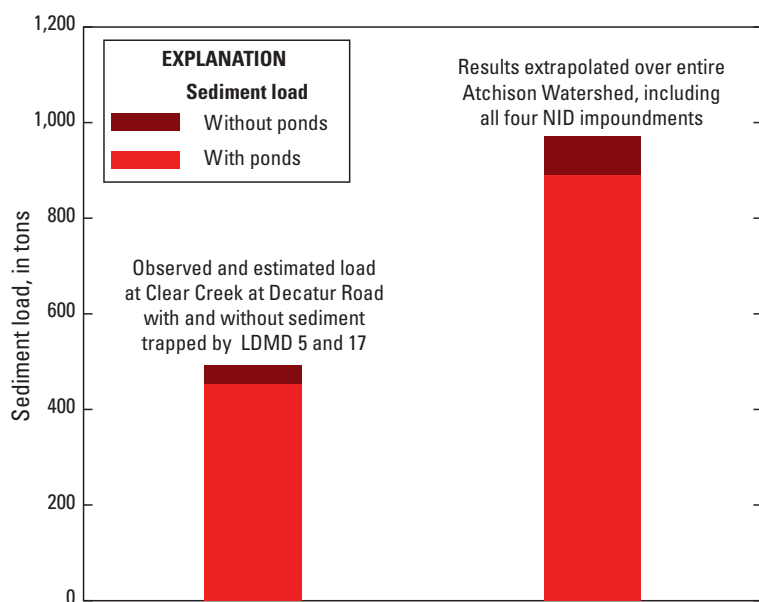 1,200
1,000
800
600
400
200
0
Sediment load, in tons
EXPLANATION
Sediment load
Without ponds
With ponds
Observed and estimated load
at Clear Creek at Decatur Road
with and without sediment
trapped by LDMD 5 and 17
Results extrapolated over entire
Atchison Watershed, including
all four NID impoundments